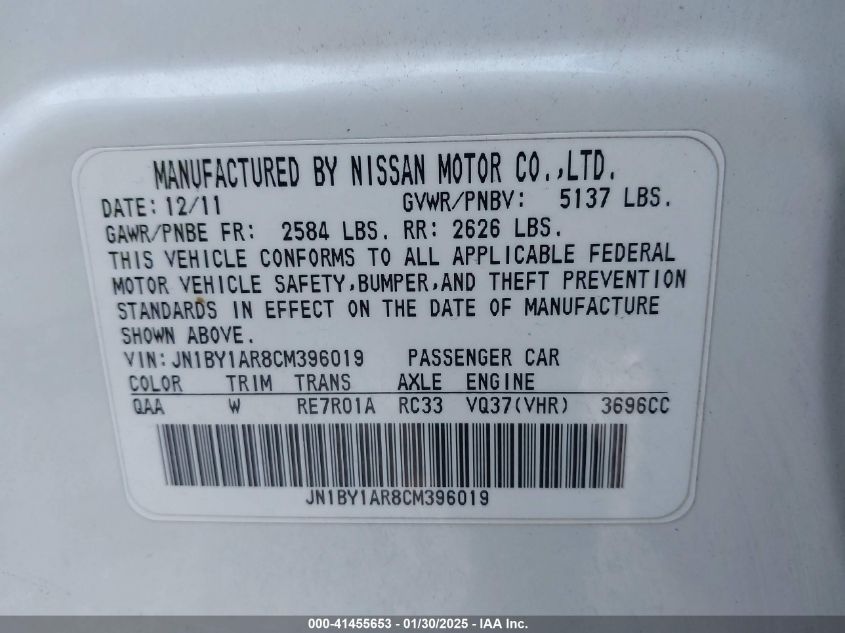 MANUFACTURED BY NISSAN MOTOR CO.,LTD.
DATE: 12/11 GVWR/PNBV: 5137 LBS.
GAWR/PNBE FR: 2584 LBS. RR: 2626 LBS.
THIS VEHICLE CONFORMS TO ALL APPLICABLE FEDERAL
MOTOR VEHICLE SAFETY,BUMPER,AND THEFT PREVENTION
STANDARDS IN EFFECT ON THE DATE OF MANUFACTURE
SHOWN ABOVE.
VIN: JN1BY1AR8CM396019 PASSENGER CAR
COLOR TRIM TRANS AXLE ENGINE
QAA W RE7R01A RC33 VQ37(VHR) 3696CC
JN1BY1AR8CM396019
000-41455653 - 01/30/2025 - IAA Inc.